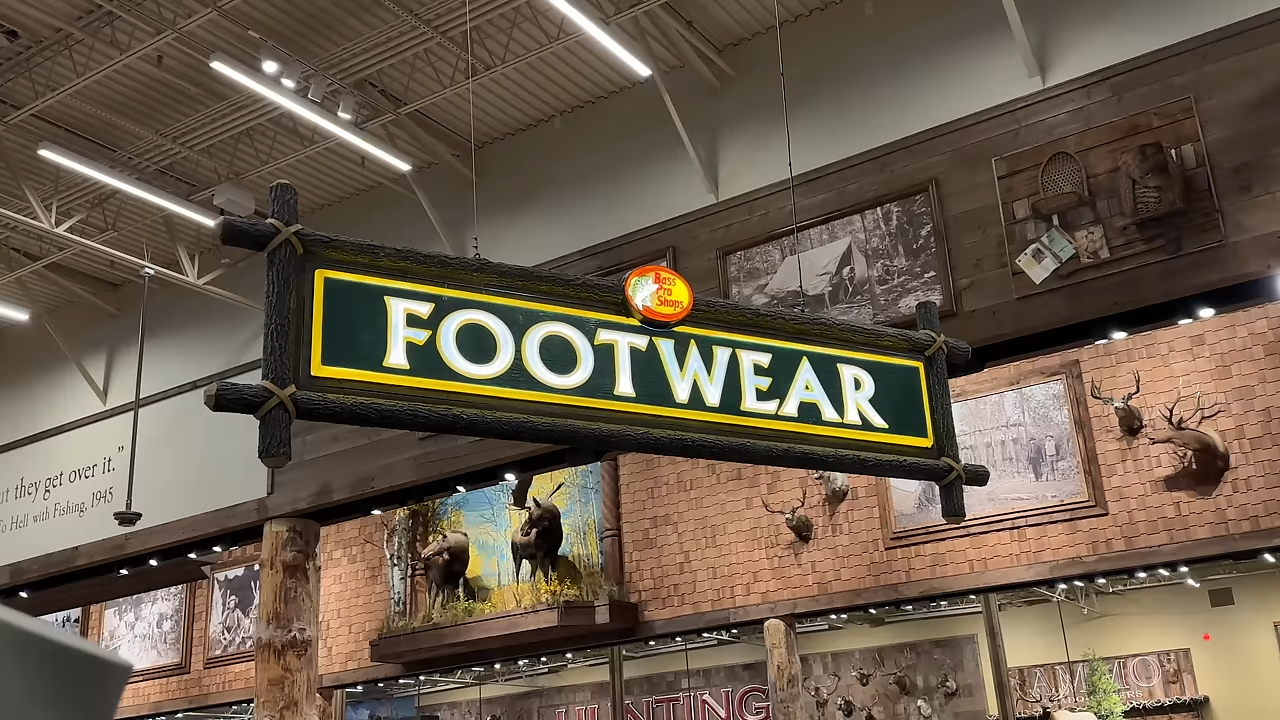 Bass
Pro
Shops
FOOTWEAR
ut they get over it.”
To Hell with Fishing, 1945
HUNTING
AMMO